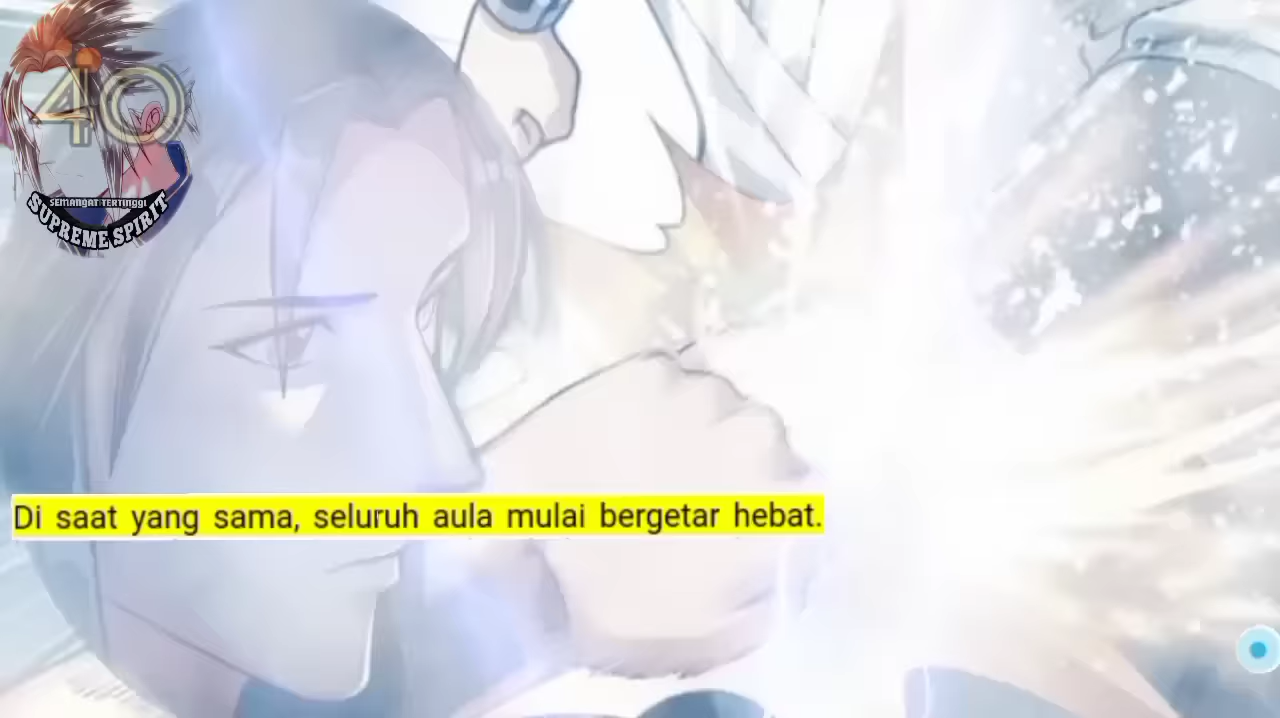 40
SEMANGAT TERTINGGI
SUPREME SPIRIT
Di saat yang sama, seluruh aula mulai bergetar hebat.